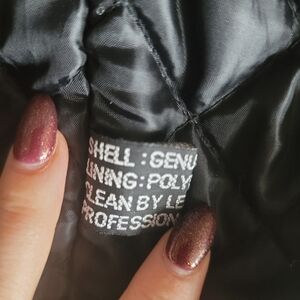 SHELL : GENU
LINING: POLY
CLEAN BY LE
PROFESSION